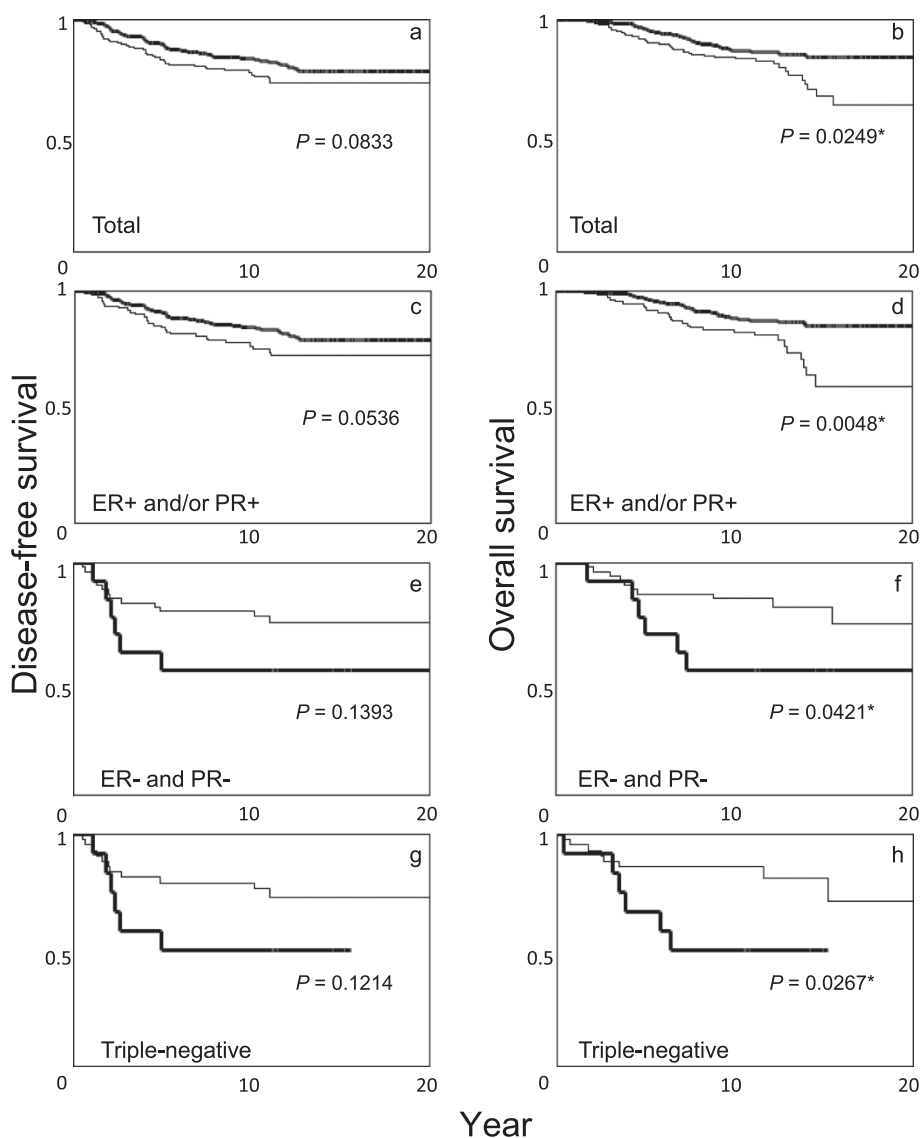 Disease-free survival
Overall survival
1
a
0.5
P = 0.0833
Total
0
10
20
1
b
0.5
P = 0.0249*
Total
0
10
20
1
c
0.5
P = 0.0536
ER+ and/or PR+
0
10
20
1
d
0.5
P = 0.0048*
ER+ and/or PR+
0
10
20
1
e
0.5
P = 0.1393
ER- and PR-
0
10
20
1
f
0.5
P = 0.0421*
ER- and PR-
0
10
20
1
g
0.5
P = 0.1214
Triple-negative
0
10
20
1
h
0.5
P = 0.0267*
Triple-negative
0
10
20
Year